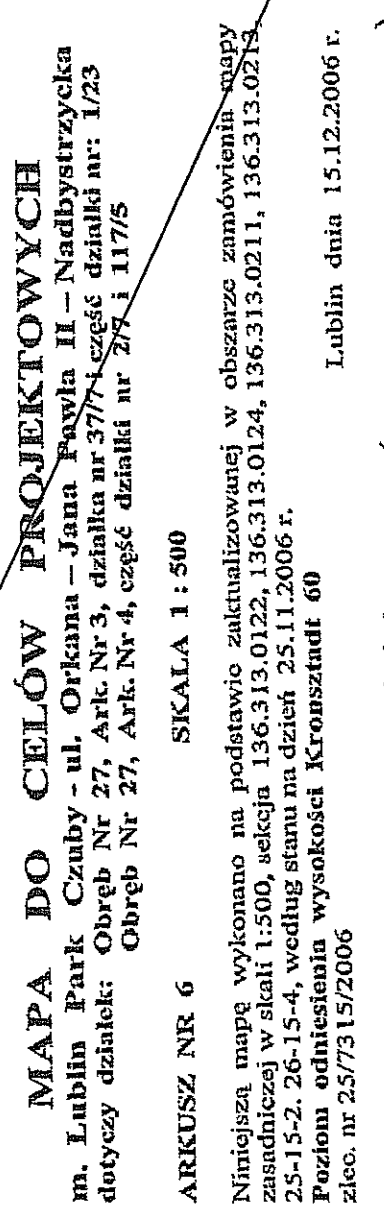 MAPA DO CELÓW PROJEKTOWYCH
m. Lublin Park Czuby - ul. Orkana – Jana Pawła II – Nadbystrzycka
dotyczy działek: Obręb Nr 27, Ark. Nr 3, działka nr 37/7 i część działki nr: 1/23
Obręb Nr 27, Ark. Nr 4, część działki nr 2/7 i 117/5
ARKUSZ NR 6 SKALA 1 : 500
Niniejszą mapę wykonano na podstawie zaktualizowanej w obszarze zamówienia mapy
zasadniczej w skali 1:500, sekcja 136.313.0122, 136.313.0124, 136.313.0211, 136.313.0213,
25-15-2. 26-15-4, według stanu na dzień 25.11.2006 r.
Poziom odniesienia wysokości Kronsztadt 60
zlec. nr 25/7315/2006 Lublin dnia 15.12.2006 r.